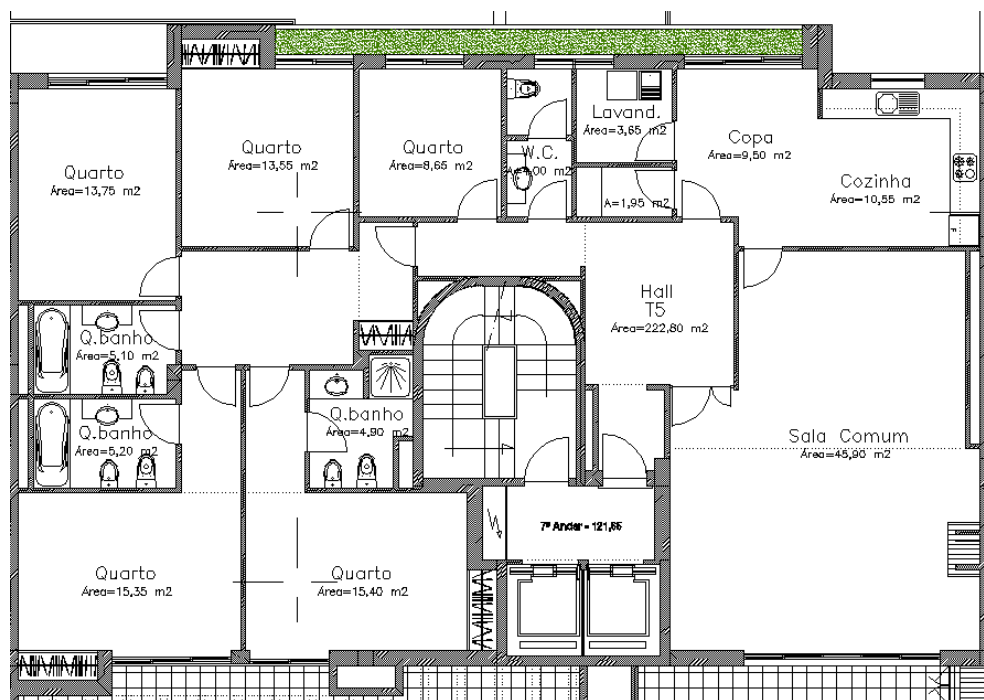 Quarto
Área=13,75 m2
Quarto
Área=13,55 m2
Quarto
Área=8,65 m2
W.C.
Lavand.
Área=3,65 m2
A=1,95 m2
Copa
Área=9,50 m2
Cozinha
Área=10,55 m2
F
Hall
T5
Área=222,80 m2
Q.banho
Área=5,10 m2
Q.banho
Área=5,20 m2
Q.banho
Área=4,90 m2
Sala Comum
Área=45,90 m2
7º Andar - 121,65
Quarto
Área=15,35 m2
Quarto
Área=15,40 m2